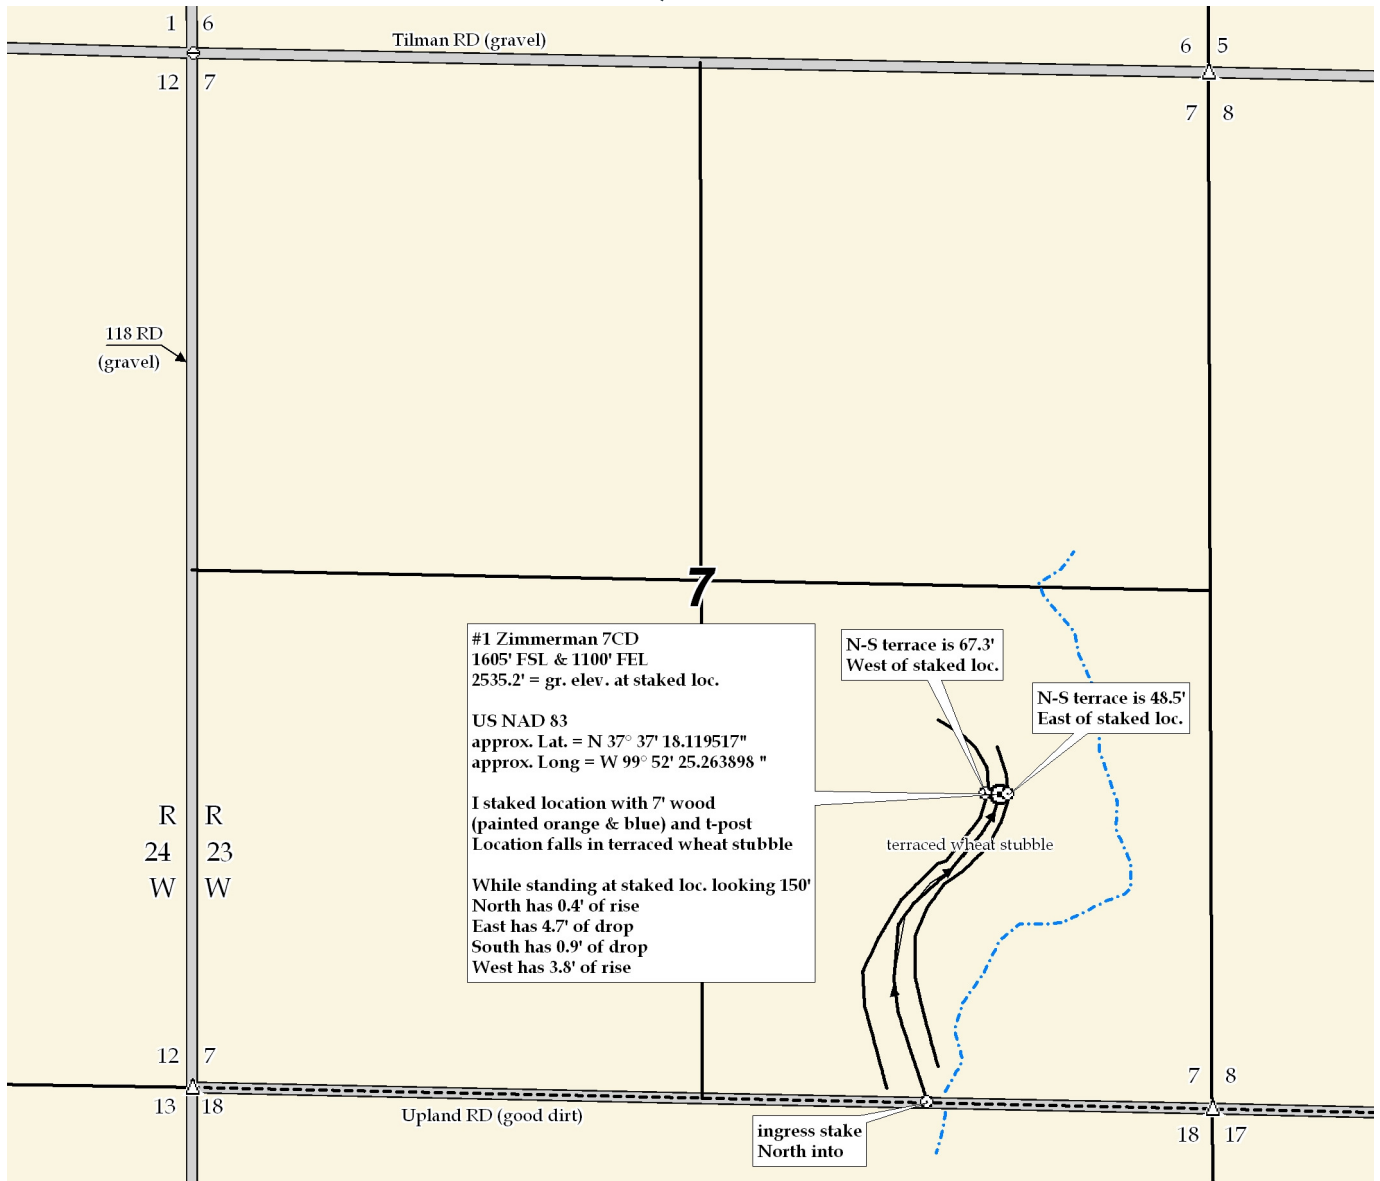 1 6
Tilman RD (gravel)
6 5
12 7
7 8
118 RD
(gravel)
7
#1 Zimmerman 7CD
1605' FSL & 1100' FEL
2535.2' = gr. elev. at staked loc.
US NAD 83
approx. Lat. = N 37° 37' 18.119517"
approx. Long = W 99° 52' 25.263898 "
I staked location with 7' wood
(painted orange & blue) and t-post
Location falls in terraced wheat stubble
While standing at staked loc. looking 150'
North has 0.4' of rise
East has 4.7' of drop
South has 0.9' of drop
West has 3.8' of rise
N-S terrace is 67.3'
West of staked loc.
N-S terrace is 48.5'
East of staked loc.
terraced wheat stubble
R R
24 23
W W
12 7
7 8
13 18
Upland RD (good dirt)
ingress stake
North into
18 17